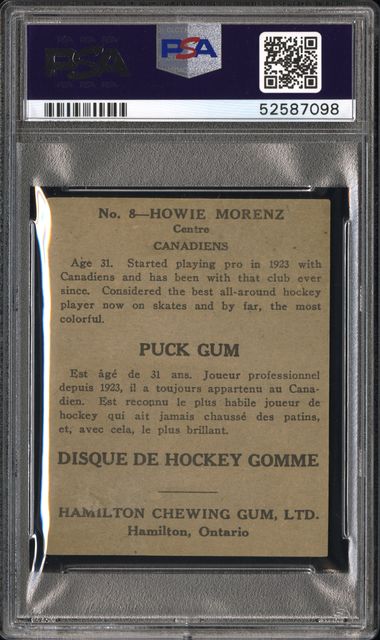 PSA
PSA
52587098
No. 8—HOWIE MORENZ
Centre
CANADIENS
Age 31. Started playing pro in 1923 with
Canadiens and has been with that club ever
since. Considered the best all-around hockey
player now on skates and by far, the most
colorful.
PUCK GUM
Est âgé de 31 ans. Joueur professionnel
depuis 1923, il a toujours appartenu au Cana-
dien. Est reconnu le plus habile joueur de
hockey qui ait jamais chaussé des patins,
et, avec cela, le plus brillant.
DISQUE DE HOCKEY GOMME
HAMILTON CHEWING GUM, LTD.
Hamilton, Ontario